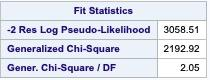 Fit Statistics
-2 Res Log Pseudo-Likelihood 3058.51
Generalized Chi-Square 2192.92
Gener. Chi-Square / DF 2.05